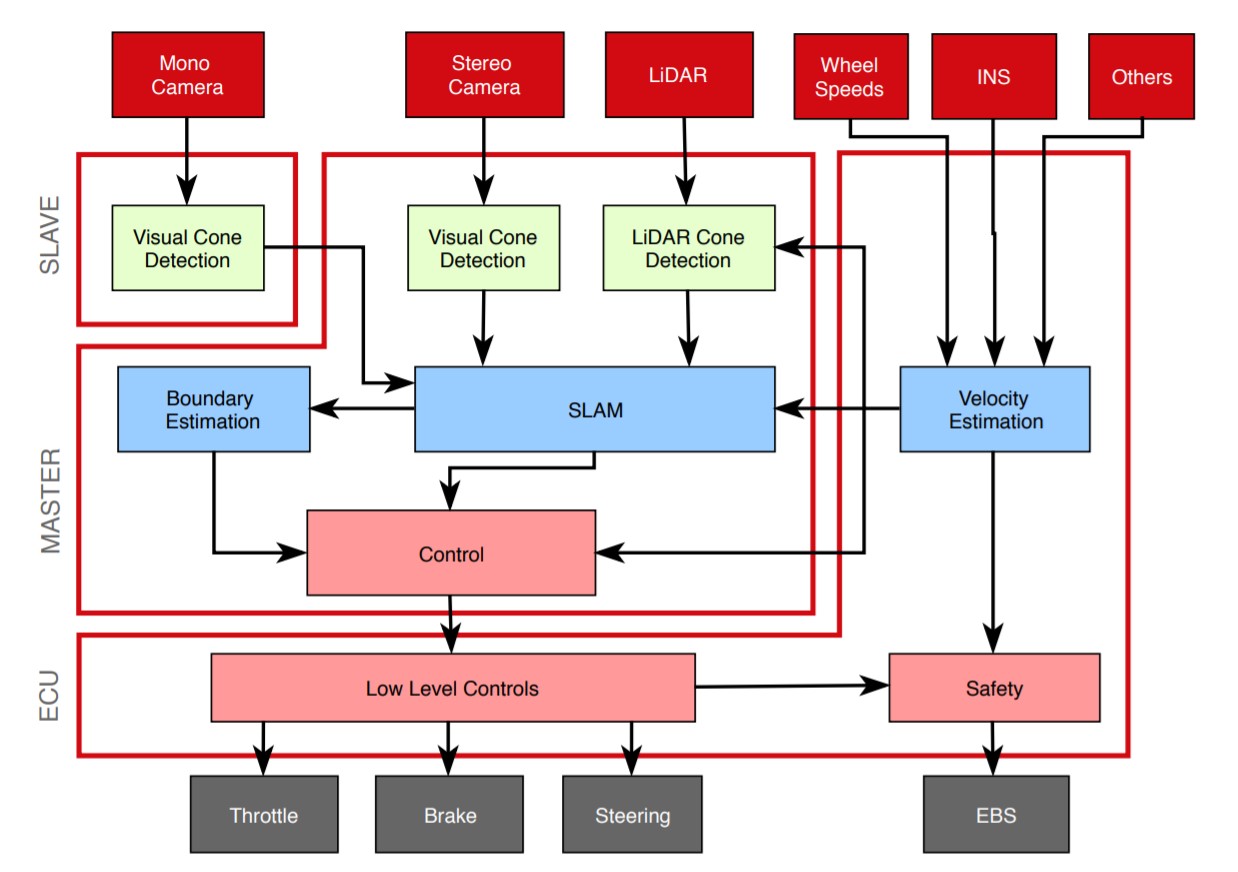 Mono
Camera
Stereo
Camera
LiDAR
Wheel
Speeds
INS
Others
SLAVE
Visual Cone
Detection
Visual Cone
Detection
LiDAR Cone
Detection
MASTER
Boundary
Estimation
SLAM
Velocity
Estimation
Control
ECU
Low Level Controls
Safety
Throttle
Brake
Steering
EBS